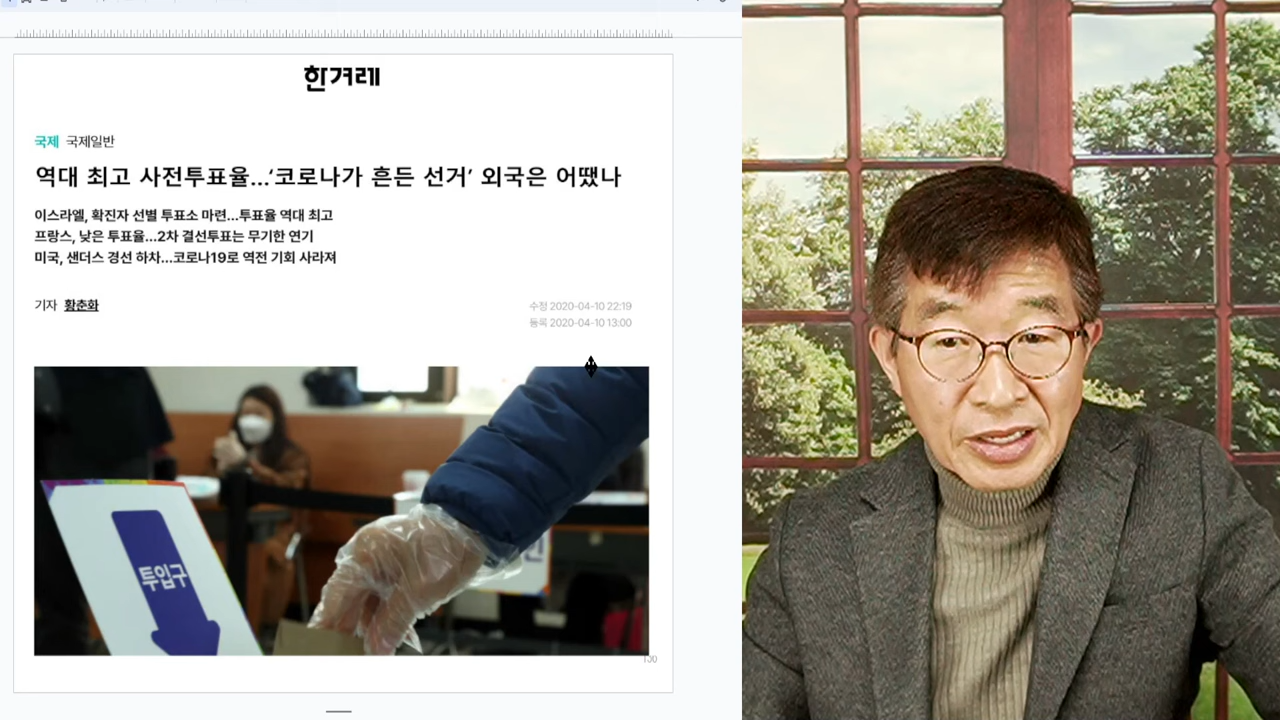 한겨레
국제 국제일반
역대 최고 사전투표율…‘코로나가 흔든 선거’ 외국은 어땠나
이스라엘, 확진자 선별 투표소 마련…투표율 역대 최고
프랑스, 낮은 투표율…2차 결선투표는 무기한 연기
미국, 샌더스 경선 하차…코로나19로 역전 기회 사라져
기자 황춘화
수정 2020-04-10 22:19
등록 2020-04-10 13:00
투입구
100